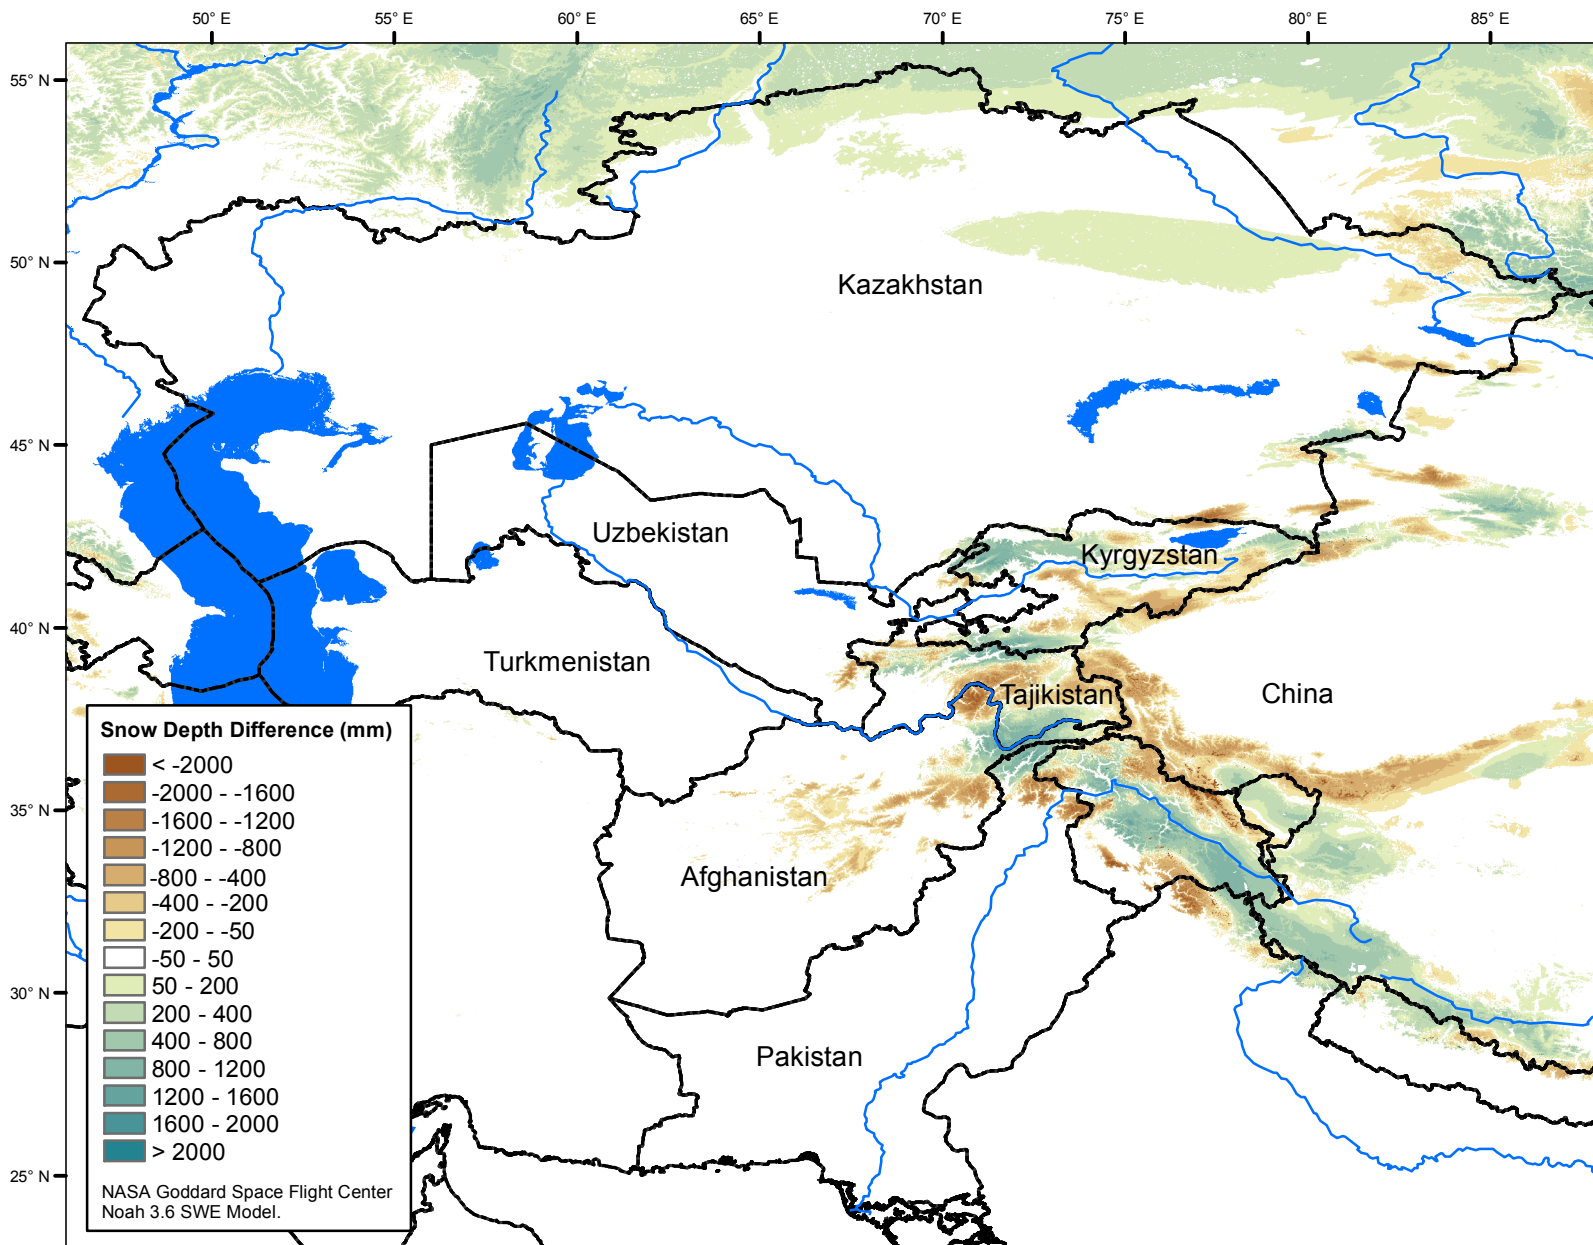 50° E 55° E 60° E 65° E 70° E 75° E 80° E 85° E
55° N
50° N
45° N
40° N
35° N
30° N
25° N
Kazakhstan
Uzbekistan
Kyrgyzstan
Turkmenistan
Tajikistan
China
Afghanistan
Pakistan
Snow Depth Difference (mm)
< -2000
-2000 - -1600
-1600 - -1200
-1200 - -800
-800 - -400
-400 - -200
-200 - -50
-50 - 50
50 - 200
200 - 400
400 - 800
800 - 1200
1200 - 1600
1600 - 2000
> 2000
NASA Goddard Space Flight Center
Noah 3.6 SWE Model.